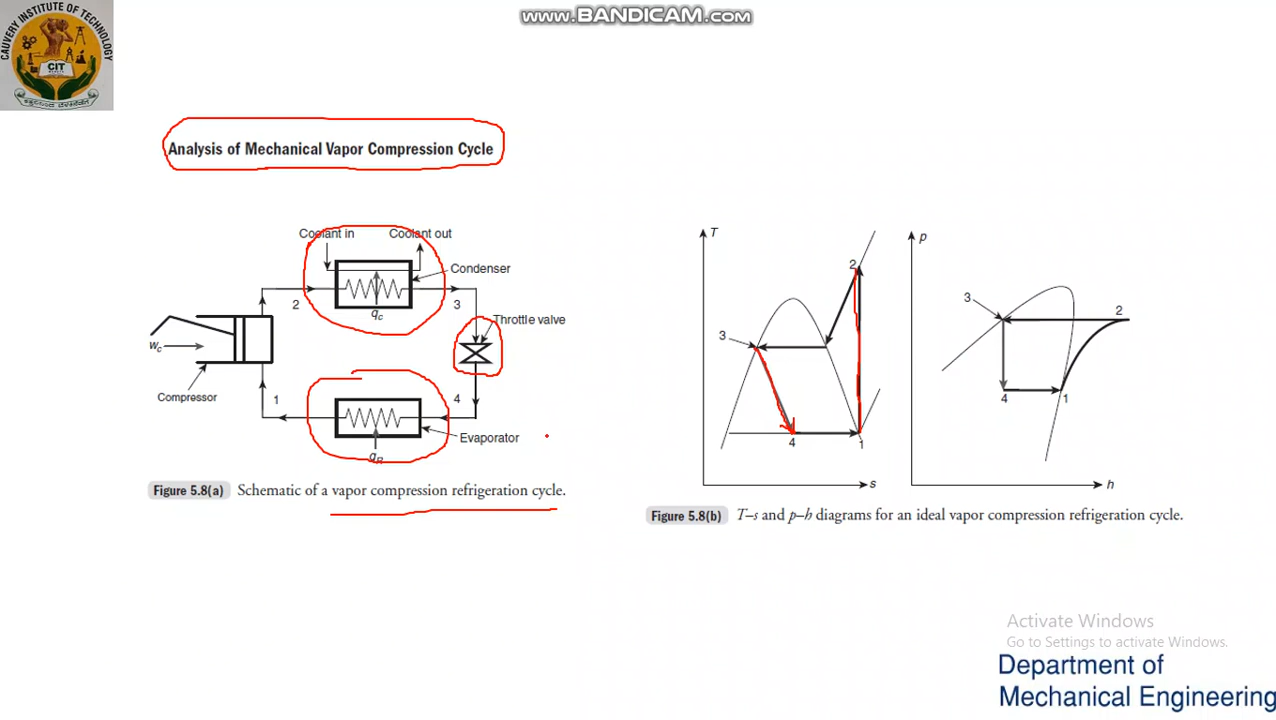 www.BANDICAM.com
CAUVERY INSTITUTE OF TECHNOLOGY
CIT
Analysis of Mechanical Vapor Compression Cycle
Coolant in
Coolant out
Condenser
2
3
qc
Throttle valve
wc
Compressor
1
4
Evaporator
qR
Figure 5.8(a) Schematic of a vapor compression refrigeration cycle.
T
2
3
4
1
s
p
3
2
4
1
h
Figure 5.8(b) T–s and p–h diagrams for an ideal vapor compression refrigeration cycle.
Activate Windows
Go to Settings to activate Windows.
Department of
Mechanical Engineering